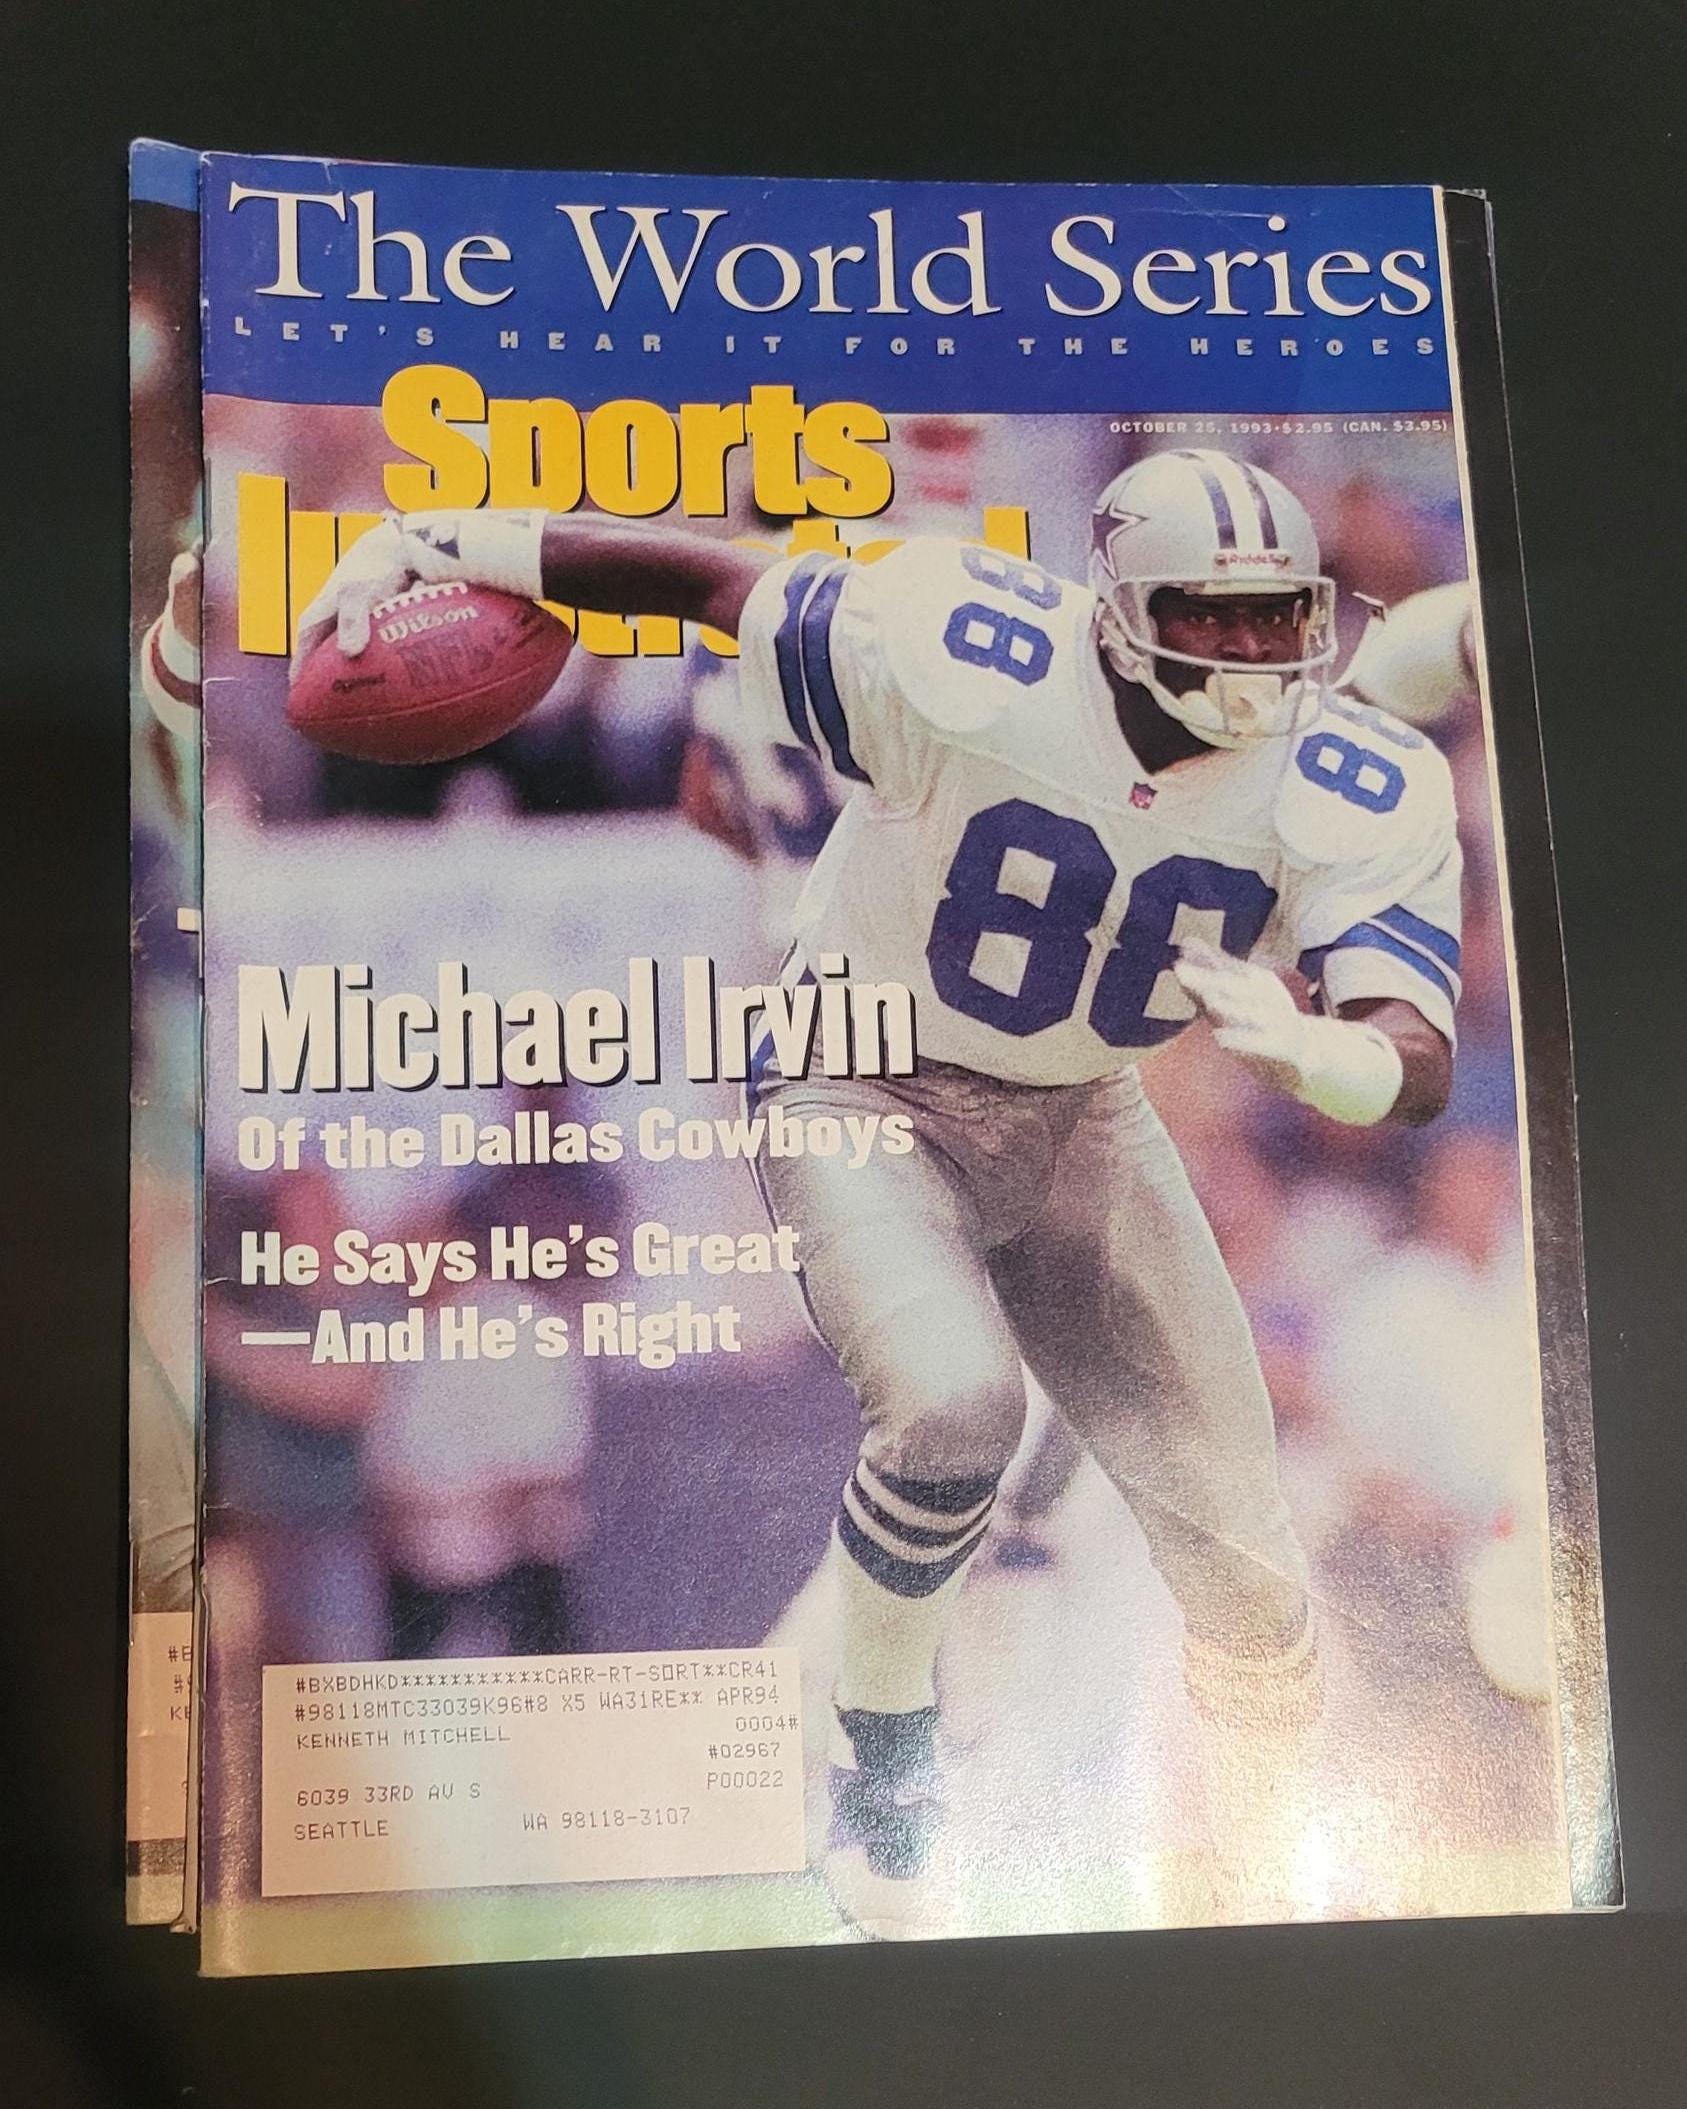 The World Series
LET'S HEAR IT FOR THE HEROES
Sports
OCTOBER 25, 1993•$2.95 (CAN. $3.95)
Riddell
Wilson
NFL
88
88
88
Michael Irvin
Of the Dallas Cowboys
He Says He's Great
—And He's Right
#BXBDHKD***********CARR-RT-SORT**CR41
#98118MTC33039K96#8 X5 WA31RE** APR94
KENNETH MITCHELL 0004#
#02967
6039 33RD AV S P00022
SEATTLE WA 98118-3107